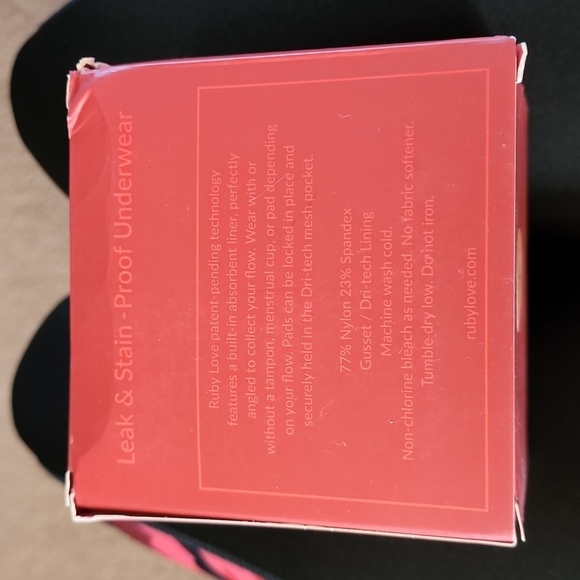 Leak & Stain-Proof Underwear
Ruby Love patent-pending technology
features a built-in absorbent liner, perfectly
angled to collect your flow. Wear with or
without a tampon, menstrual cup, or pad depending
on your flow. Pads can be locked in place and
securely held in the Dri-tech mesh pocket.
77% Nylon 23% Spandex
Gusset / Dri-tech Lining
Machine wash cold.
Non-chlorine bleach as needed. No fabric softener.
Tumble dry low. Do not iron.
rubylove.com